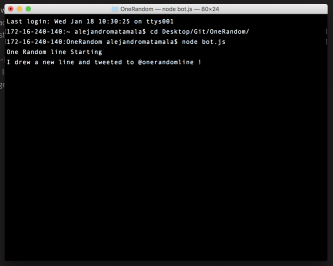 OneRandom — node bot.js — 80×24
Last login: Wed Jan 18 10:30:25 on ttys001
172-16-240-140:~ alejandromatamala$ cd Desktop/Git/OneRandom/
172-16-240-140:OneRandom alejandromatamala$ node bot.js
One Random line Starting
I drew a new line and tweeted to @onerandomline !